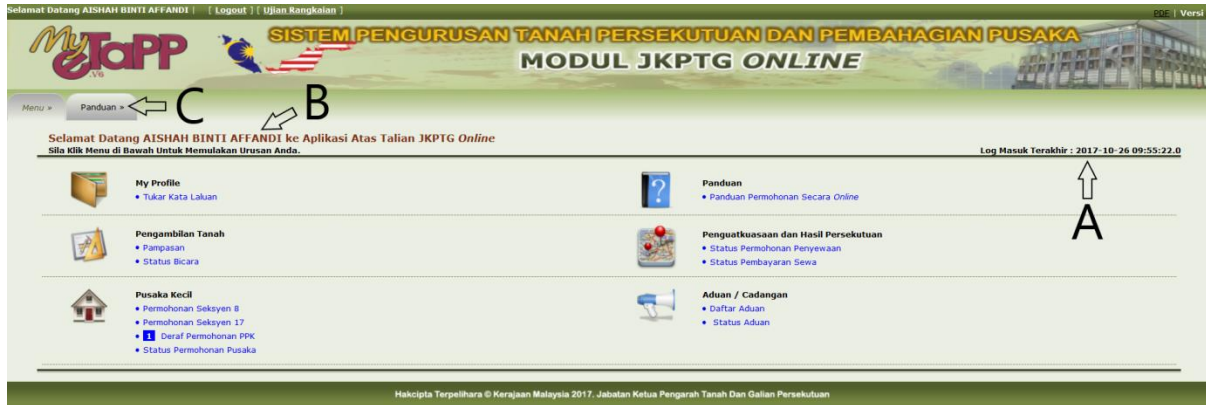 Selamat Datang AISHAH BINTI AFFANDI | [ Logout ] [ Ujian Rangkaian ] PDF | Versi
MyeTaPP
.V6
SISTEM PENGURUSAN TANAH PERSEKUTUAN DAN PEMBAHAGIAN PUSAKA
MODUL JKPTG ONLINE
Menu » Panduan » C B
Selamat Datang AISHAH BINTI AFFANDI ke Aplikasi Atas Talian JKPTG Online
Sila Klik Menu di Bawah Untuk Memulakan Urusan Anda. Log Masuk Terakhir : 2017-10-26 09:55:22.0
A
My Profile
• Tukar Kata Laluan
Panduan
• Panduan Permohonan Secara Online
Pengambilan Tanah
• Pampasan
• Status Bicara
Penguatkuasaan dan Hasil Persekutuan
• Status Permohonan Penyewaan
• Status Pembayaran Sewa
Pusaka Kecil
• Permohonan Seksyen 8
• Permohonan Seksyen 17
• 1 Deraf Permohonan PPK
• Status Permohonan Pusaka
Aduan / Cadangan
• Daftar Aduan
• Status Aduan
Hakcipta Terpelihara © Kerajaan Malaysia 2017. Jabatan Ketua Pengarah Tanah Dan Galian Persekutuan